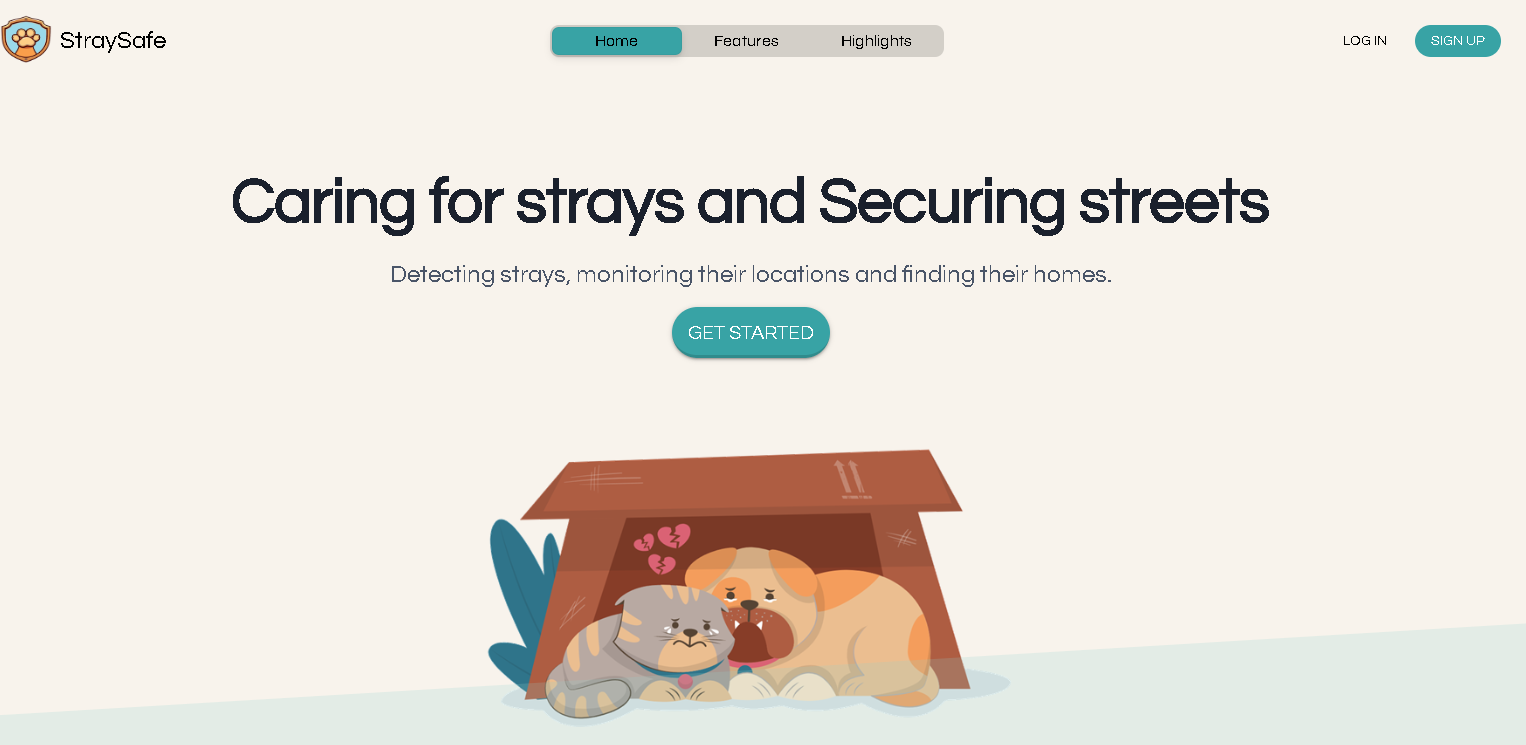 StraySafe
Home
Features
Highlights
LOG IN
SIGN UP
Caring for strays and Securing streets
Detecting strays, monitoring their locations and finding their homes.
GET STARTED